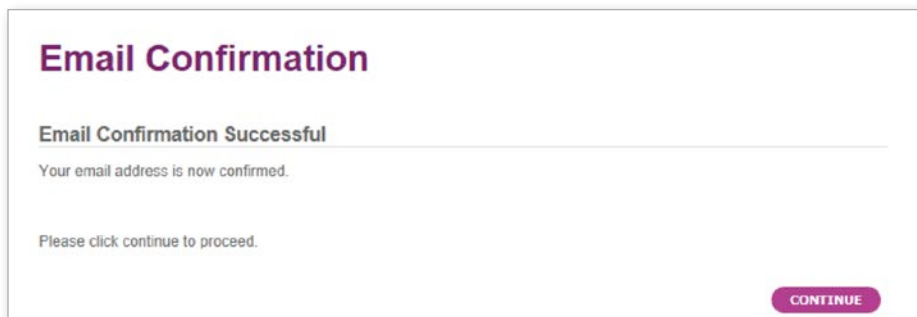 Email Confirmation
Email Confirmation Successful
Your email address is now confirmed.
Please click continue to proceed.
CONTINUE